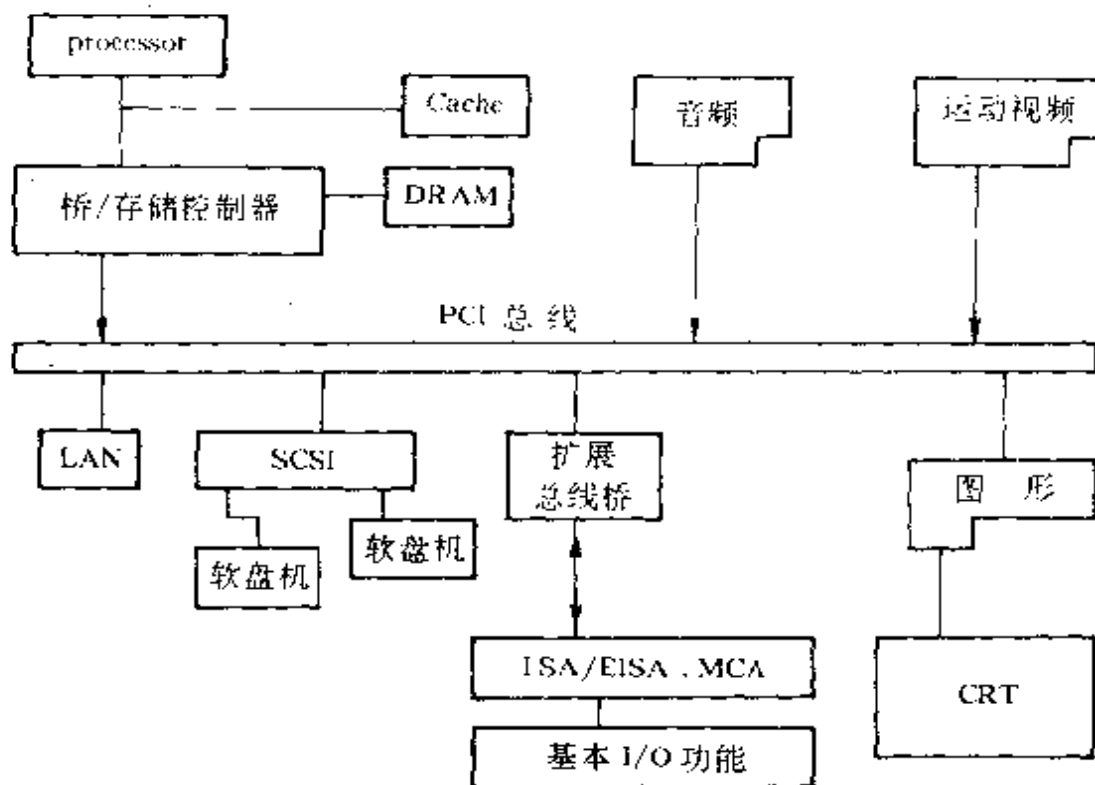 processor
Cache
音频
运动视频
桥/存储控制器
DRAM
PCI 总线
LAN
SCSI
扩展
总线桥
图 形
软盘机
软盘机
ISA/EISA、MCA
CRT
基本 I/O 功能